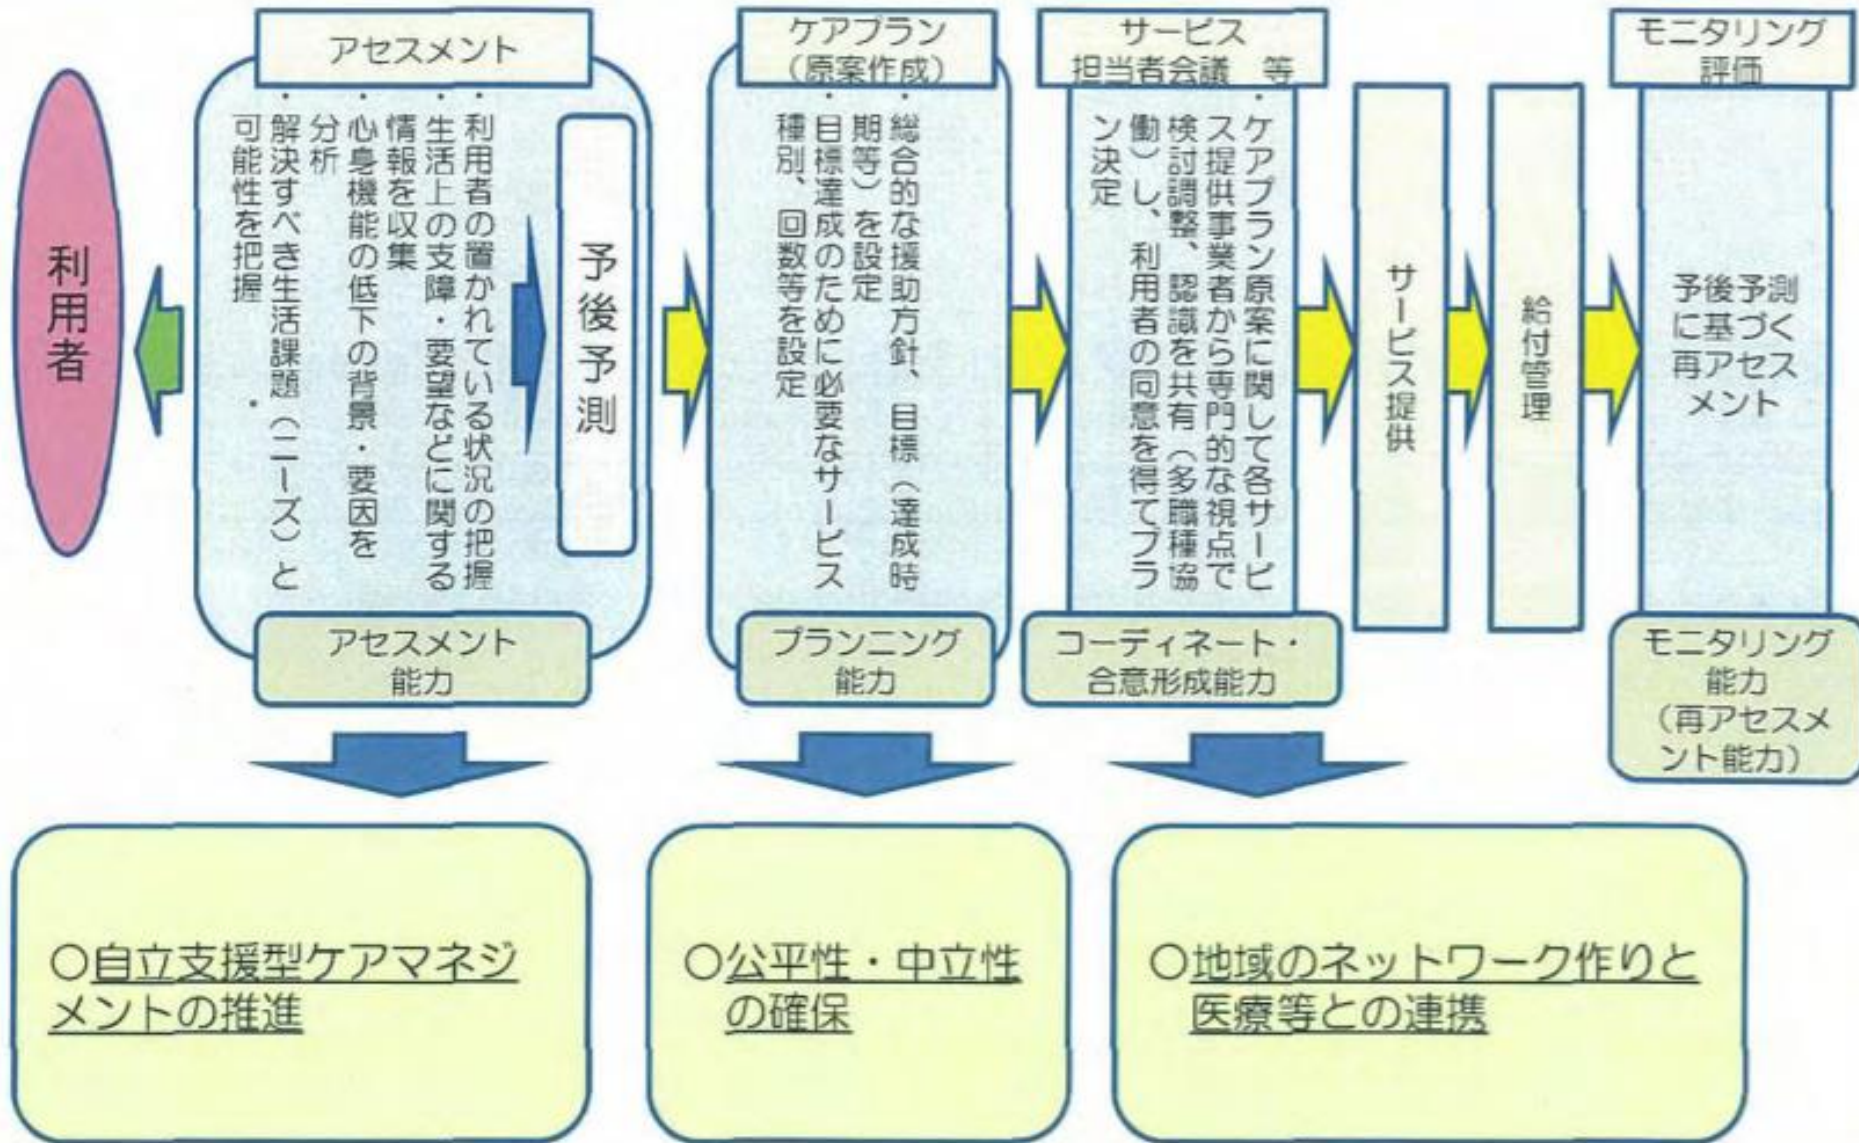 利用者
アセスメント
・利用者の置かれている状況の把握
・生活上の支障・要望などに関する
情報を収集
・心身機能の低下の背景・要因を
分析
・解決すべき生活課題（ニーズ）と
可能性を把握
予後予測
アセスメント
能力
ケアプラン
（原案作成）
・総合的な援助方針、目標（達成時
期等）を設定
・目標達成のために必要なサービス
種別、回数等を設定
プランニング
能力
サービス
担当者会議　等
・ケアプラン原案に関して各サービ
ス提供事業者から専門的な視点で
検討調整、認識を共有（多職種協
働）し、利用者の同意を得てプラ
ン決定
コーディネート・
合意形成能力
サービス提供
給付管理
モニタリング
評価
予後予測
に基づく
再アセス
メント
モニタリング
能力
（再アセスメ
ント能力）
〇自立支援型ケアマネジ
メントの推進
〇公平性・中立性
の確保
〇地域のネットワーク作りと
医療等との連携